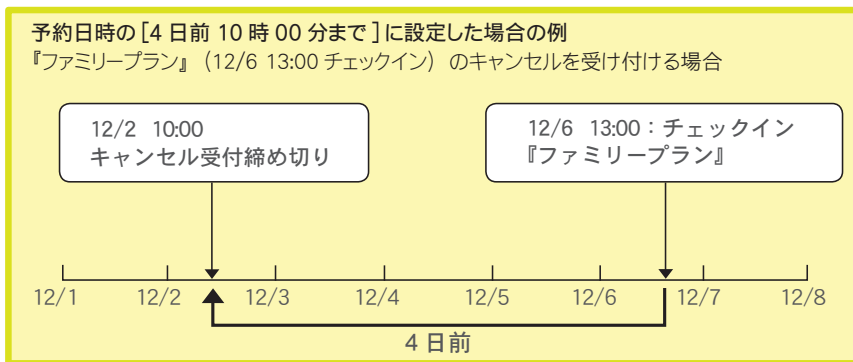 予約日時の[4日前 10時00分まで]に設定した場合の例
『ファミリープラン』（12/6 13:00 チェックイン）のキャンセルを受け付ける場合
12/2 10:00
キャンセル受付締め切り
12/6 13:00：チェックイン
『ファミリープラン』
12/1 12/2 12/3 12/4 12/5 12/6 12/7 12/8
4日前